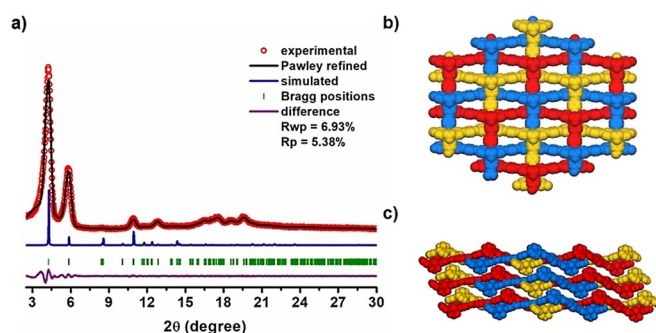 a)
experimental
Pawley refined
simulated
Bragg positions
difference
Rwp = 6.93%
Rp = 5.38%
3 6 9 12 15 18 21 24 27 30
2θ (degree)
b)
c)